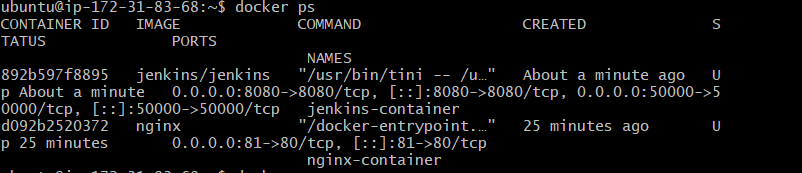 ubuntu@ip-172-31-83-68:~$ docker ps
CONTAINER ID   IMAGE             COMMAND                  CREATED              S
TATUS              PORTS
                                   NAMES
892b597f8895   jenkins/jenkins   "/usr/bin/tini -- /u…"   About a minute ago   U
p About a minute   0.0.0.0:8080->8080/tcp, [::]:8080->8080/tcp, 0.0.0.0:50000->5
0000/tcp, [::]:50000->50000/tcp   jenkins-container
d092b2520372   nginx             "/docker-entrypoint.…"   25 minutes ago       U
p 25 minutes       0.0.0.0:81->80/tcp, [::]:81->80/tcp
                                   nginx-container